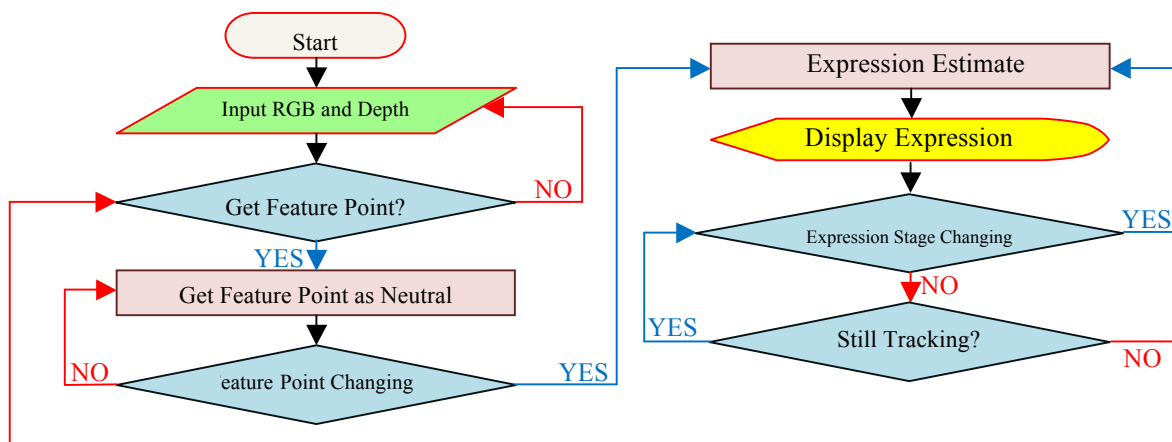 Start
Input RGB and Depth
NO
Get Feature Point?
YES
Get Feature Point as Neutral
NO
eature Point Changing
YES
Expression Estimate
Display Expression
Expression Stage Changing
YES
NO
YES
Still Tracking?
NO